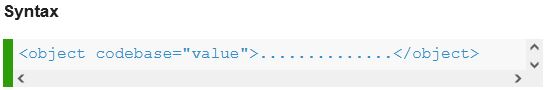 Syntax
<object codebase="value">..............</object>